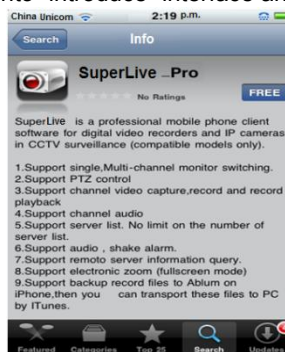 China Unicom 2:19 p.m.
Search Info
SuperLive Pro
No Ratings
FREE
SuperLive is a professional mobile phone client
software for digital video recorders and IP cameras
in CCTV surveillance (compatible models only).
1.Support single,Multi-channel monitor switching.
2.Support PTZ control
3.Support channel video capture,record and record
playback
4.Support channel audio
5.Support server list. No limit on the number of
server list.
6.Support audio , shake alarm.
7.Support remoto server information query.
8.Support electronic zoom (fullscreen mode)
9.Support backup record files to Ablum on
iPhone,then you can transport these files to PC
by ITunes.
Featured Categories Top 25 Search Updates